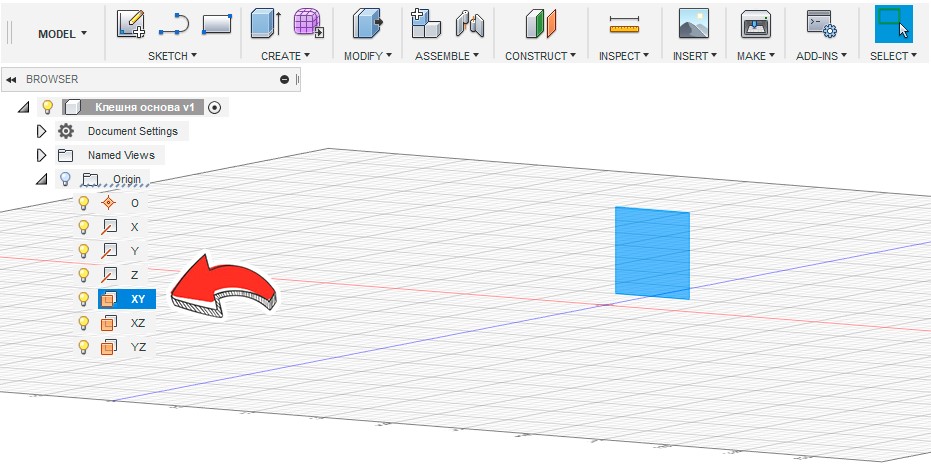 MODEL
SKETCH
CREATE
MODIFY
ASSEMBLE
CONSTRUCT
INSPECT
INSERT
MAKE
ADD-INS
SELECT
BROWSER
Клешня основа v1
Document Settings
Named Views
Origin
O
X
Y
Z
XY
XZ
YZ